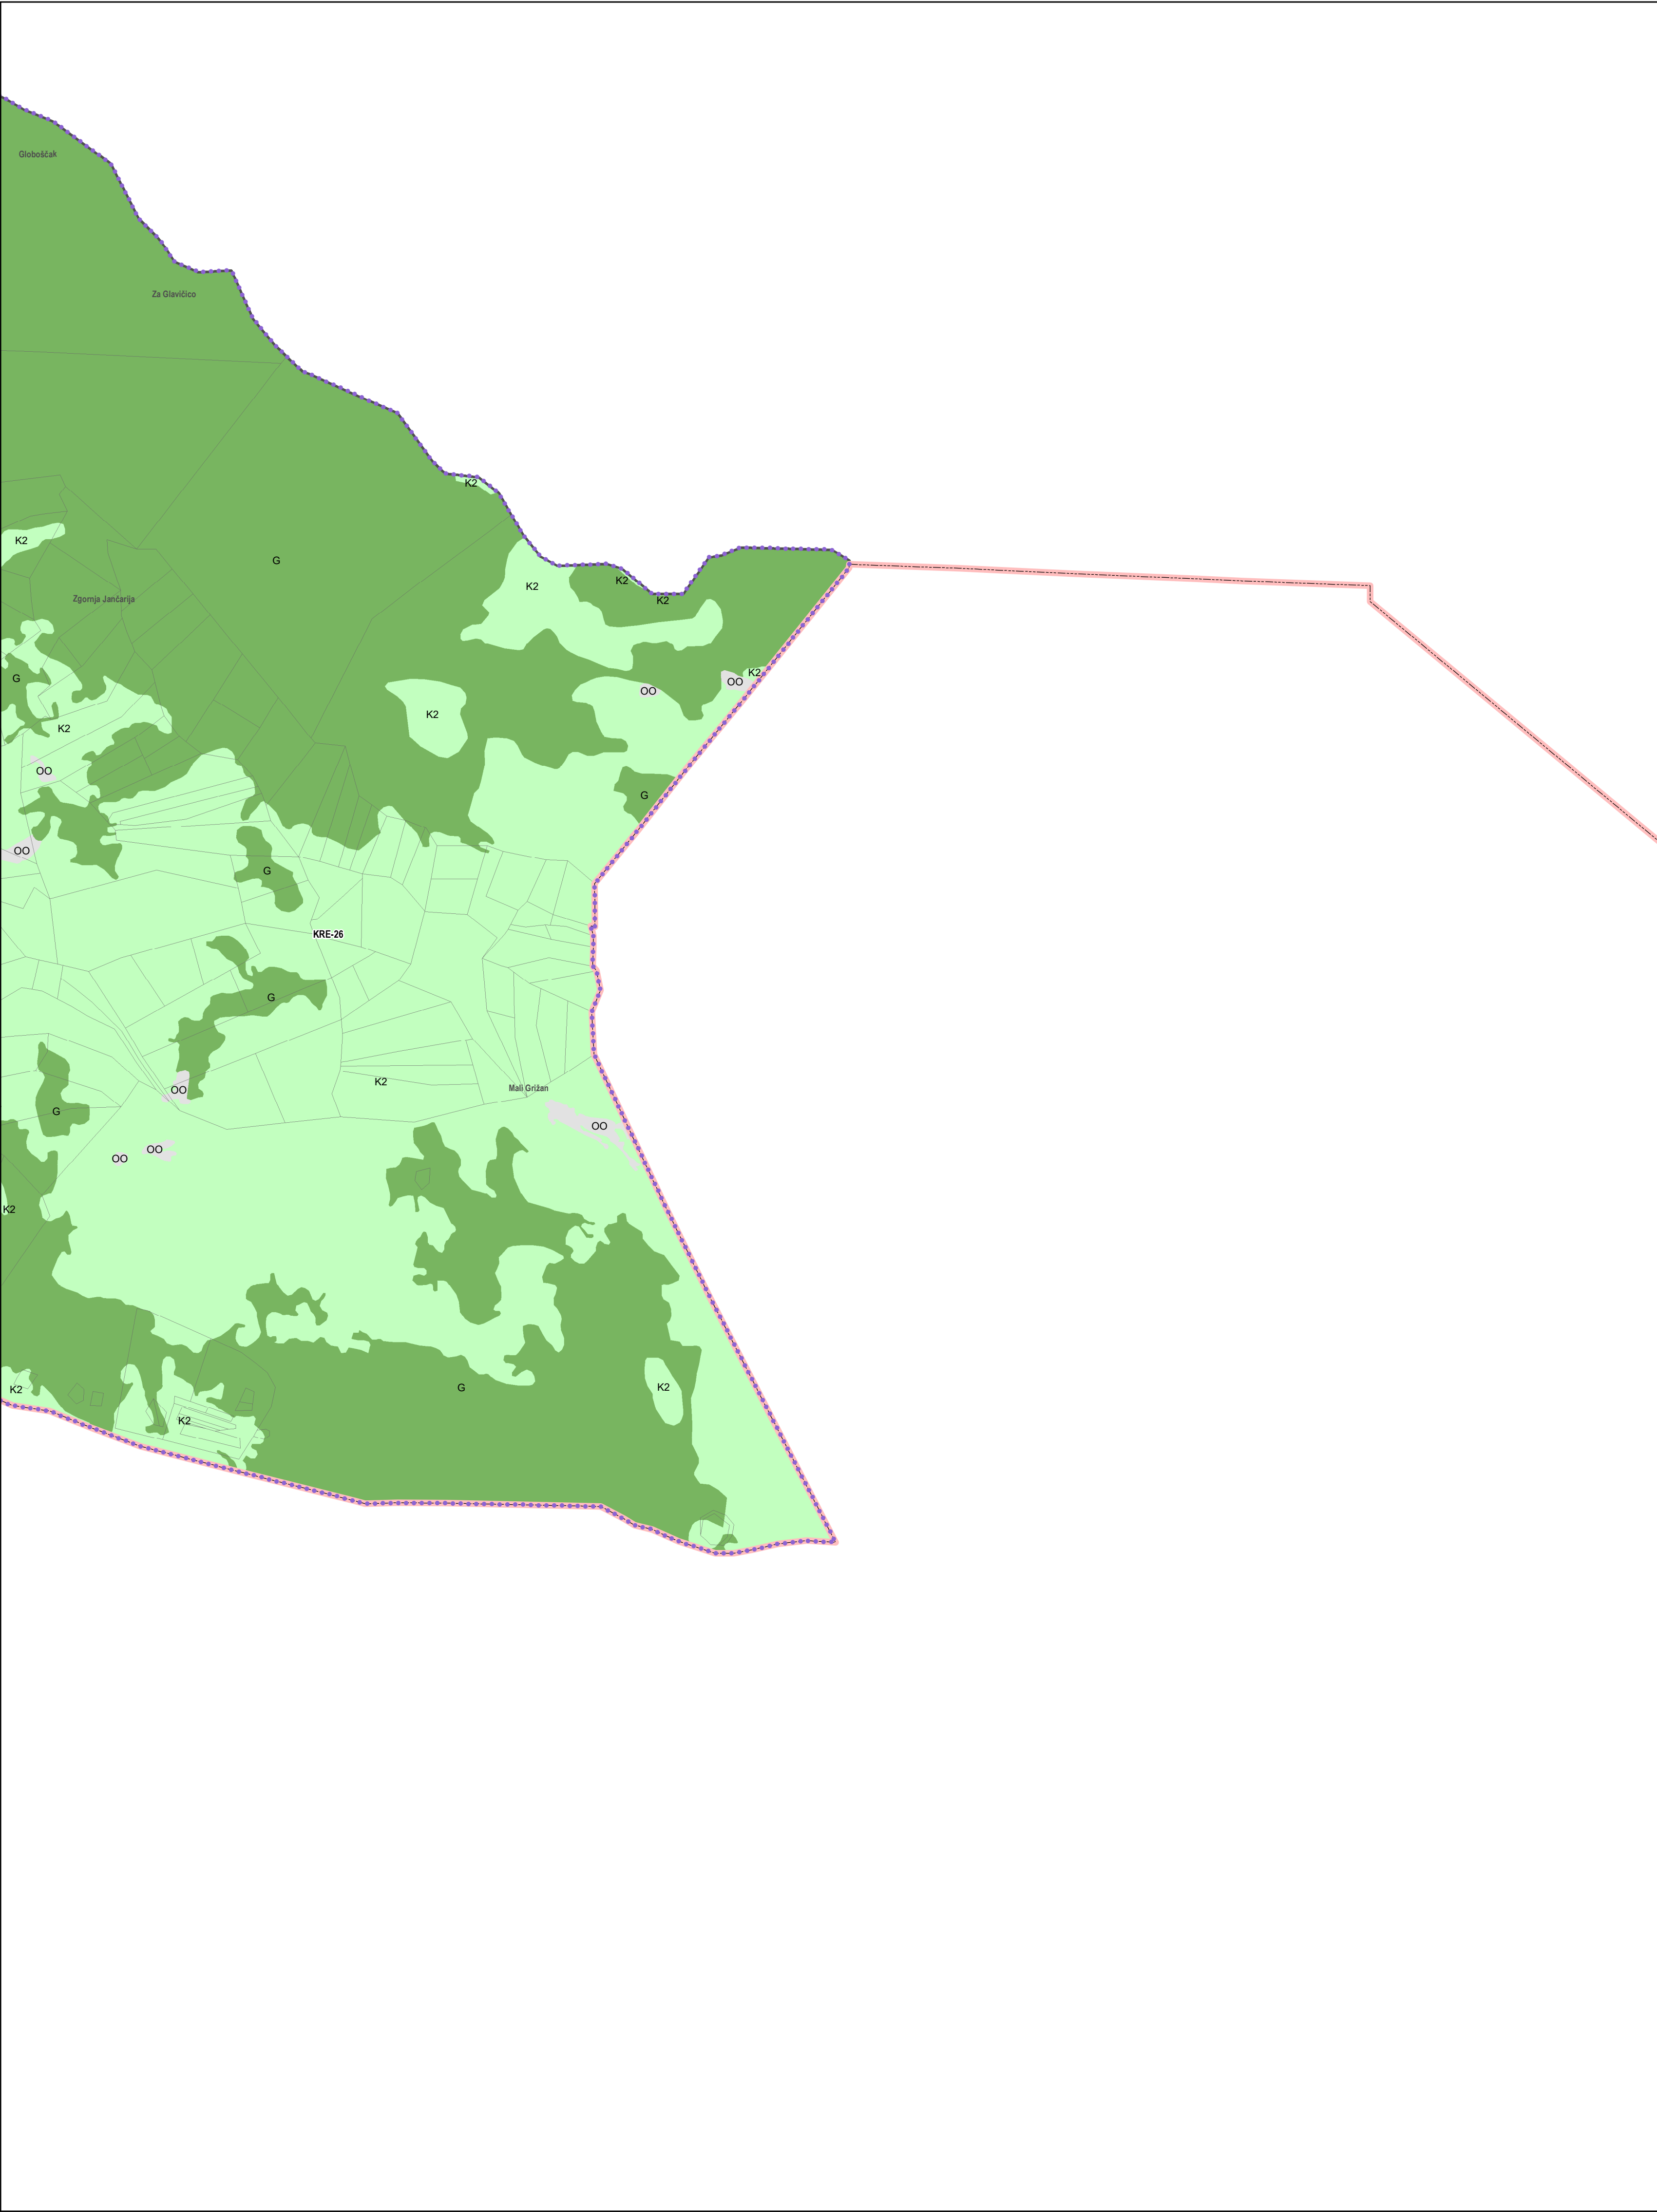 Globoščak
Za Glavičico
K2
K2
G
K2
K2
K2
Zgornja Jančarija
K2
G
OO
OO
K2
K2
OO
G
OO
G
KRE-26
G
K2
Mali Grižan
OO
G
OO
OO
OO
K2
G
K2
K2
K2